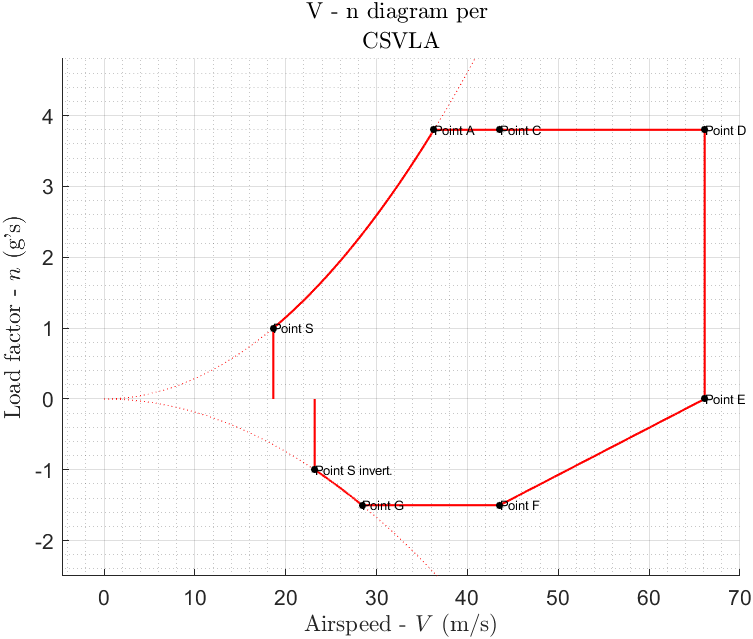 V - n diagram per
CSVLA
Load factor - n (g's)
4
3
2
1
0
-1
-2
Point A
Point C
Point D
Point S
Point E
Point S invert.
Point G
Point F
0 10 20 30 40 50 60 70
Airspeed - V (m/s)